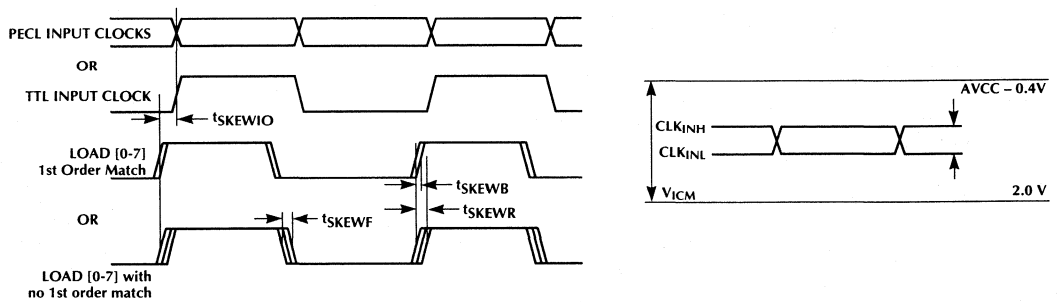 PECL INPUT CLOCKS
OR
TTL INPUT CLOCK
tSKEWIO
LOAD [0-7]
1st Order Match
tSKEWB
OR
tSKEWF
tSKEWR
LOAD [0-7] with
no 1st order match
AVCC – 0.4V
CLKINH
CLKINL
VICM
2.0 V